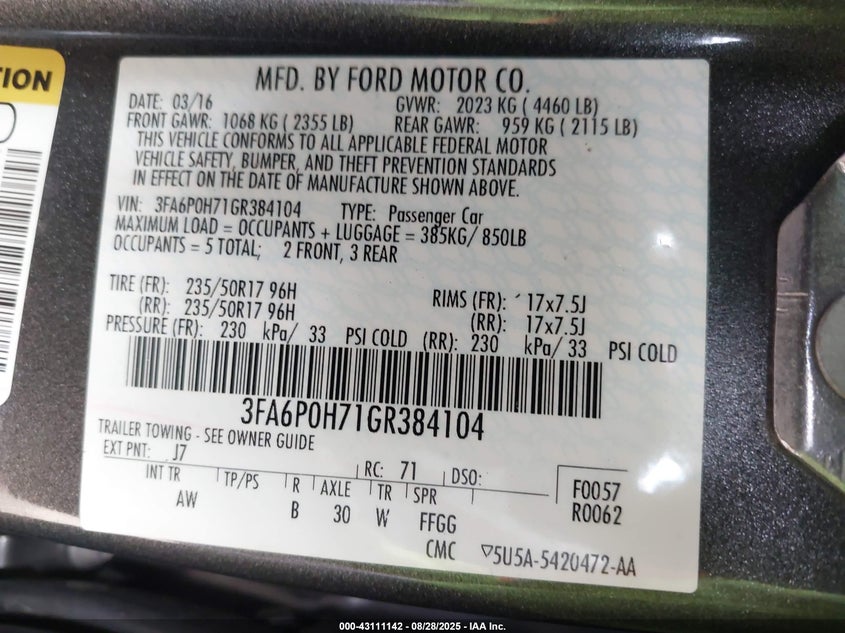 TION
MFD. BY FORD MOTOR CO.
DATE: 03/16 GVWR: 2023 KG ( 4460 LB)
FRONT GAWR: 1068 KG ( 2355 LB) REAR GAWR: 959 KG ( 2115 LB)
THIS VEHICLE CONFORMS TO ALL APPLICABLE FEDERAL MOTOR
VEHICLE SAFETY, BUMPER, AND THEFT PREVENTION STANDARDS
IN EFFECT ON THE DATE OF MANUFACTURE SHOWN ABOVE.
VIN: 3FA6P0H71GR384104 TYPE: Passenger Car
MAXIMUM LOAD = OCCUPANTS + LUGGAGE = 385KG/ 850LB
OCCUPANTS = 5 TOTAL; 2 FRONT, 3 REAR
TIRE (FR): 235/50R17 96H RIMS (FR): 17x7.5J
(RR): 235/50R17 96H (RR): 17x7.5J
PRESSURE (FR): 230 kPa/ 33 PSI COLD (RR): 230 kPa/ 33 PSI COLD
3FA6P0H71GR384104
TRAILER TOWING - SEE OWNER GUIDE
EXT PNT: J7 RC: 71 DSO:
INT TR TP/PS R AXLE TR SPR F0057
AW B 30 W FFGG R0062
CMC ▽5U5A-5420472-AA
000-43111142 - 08/28/2025 - IAA Inc.